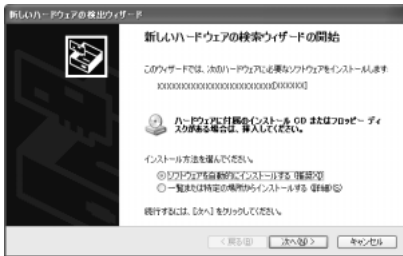 新しいハードウェアの検出ウィザード
新しいハードウェアの検索ウィザードの開始
このウィザードでは、次のハードウェアに必要なソフトウェアをインストールします:
ハードウェアに付属のインストール CD またはフロッピー ディ
スクがある場合は、挿入してください。
インストール方法を選んでください。
ソフトウェアを自動的にインストールする (推奨)(I)
一覧または特定の場所からインストールする (詳細)(S)
続行するには、[次へ] をクリックしてください。
< 戻る(B) 次へ(N) > キャンセル